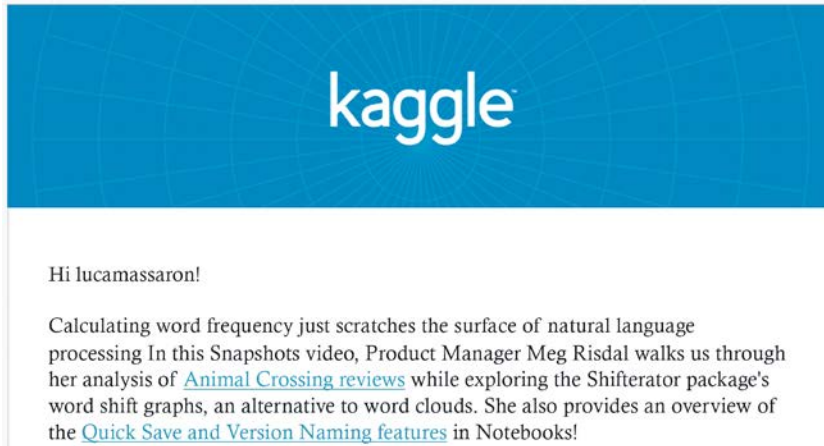 kaggle
Hi lucamassaron!
Calculating word frequency just scratches the surface of natural language
processing In this Snapshots video, Product Manager Meg Risdal walks us through
her analysis of Animal Crossing reviews while exploring the Shifterator package's
word shift graphs, an alternative to word clouds. She also provides an overview of
the Quick Save and Version Naming features in Notebooks!